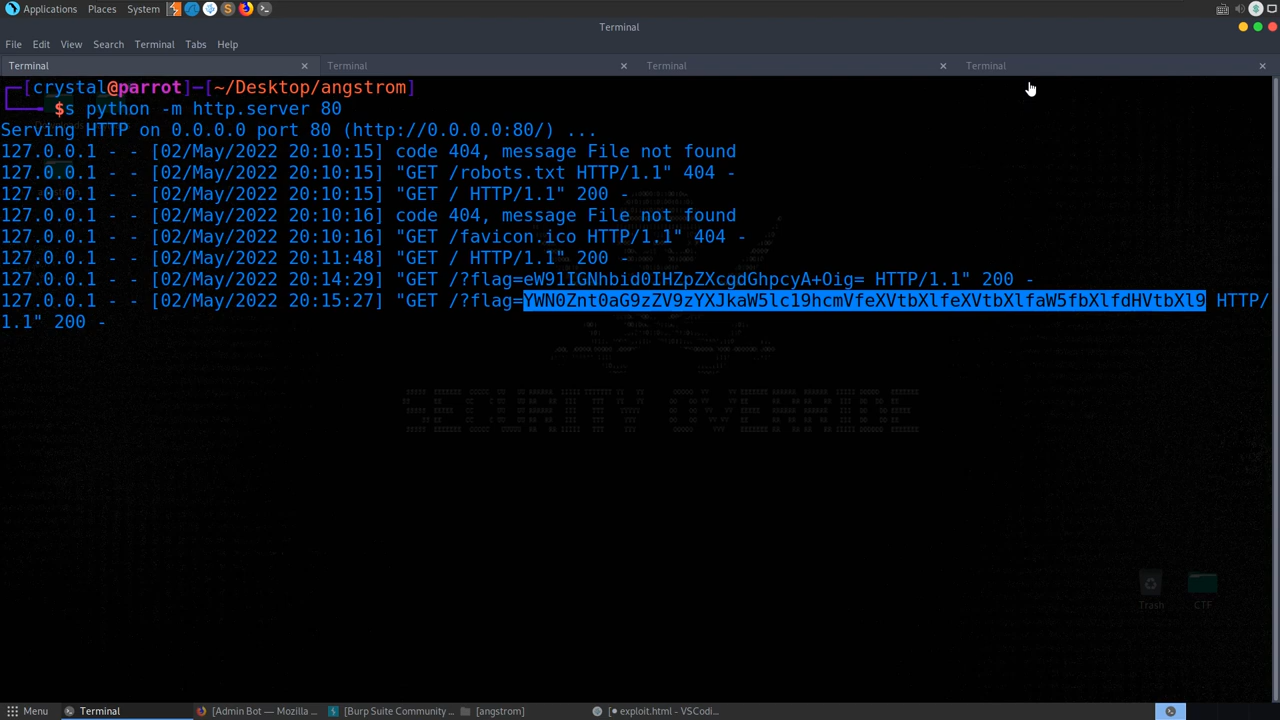 Applications Places System
Terminal
File Edit View Search Terminal Tabs Help
Terminal × Terminal × Terminal × Terminal ×
┌─[crystal@parrot]─[~/Desktop/angstrom]
└──╼ $s python -m http.server 80
Serving HTTP on 0.0.0.0 port 80 (http://0.0.0.0:80/) ...
127.0.0.1 - - [02/May/2022 20:10:15] code 404, message File not found
127.0.0.1 - - [02/May/2022 20:10:15] "GET /robots.txt HTTP/1.1" 404 -
127.0.0.1 - - [02/May/2022 20:10:15] "GET / HTTP/1.1" 200 -
127.0.0.1 - - [02/May/2022 20:10:16] code 404, message File not found
127.0.0.1 - - [02/May/2022 20:10:16] "GET /favicon.ico HTTP/1.1" 404 -
127.0.0.1 - - [02/May/2022 20:11:48] "GET / HTTP/1.1" 200 -
127.0.0.1 - - [02/May/2022 20:14:29] "GET /?flag=eW91IGNhbid0IHZpZXcgdGhpcyA+Oig= HTTP/1.1" 200 -
127.0.0.1 - - [02/May/2022 20:15:27] "GET /?flag=YWN0Znt0aG9zZV9zYXJkaW5lc19hcmVfeXVtbXlfeXVtbXlfaW5fbXlfdHVtbXl9 HTTP/
1.1" 200 -
Trash CTF
Menu Terminal [Admin Bot — Mozilla ... [Burp Suite Community ... [angstrom] [● exploit.html - VSCodi...